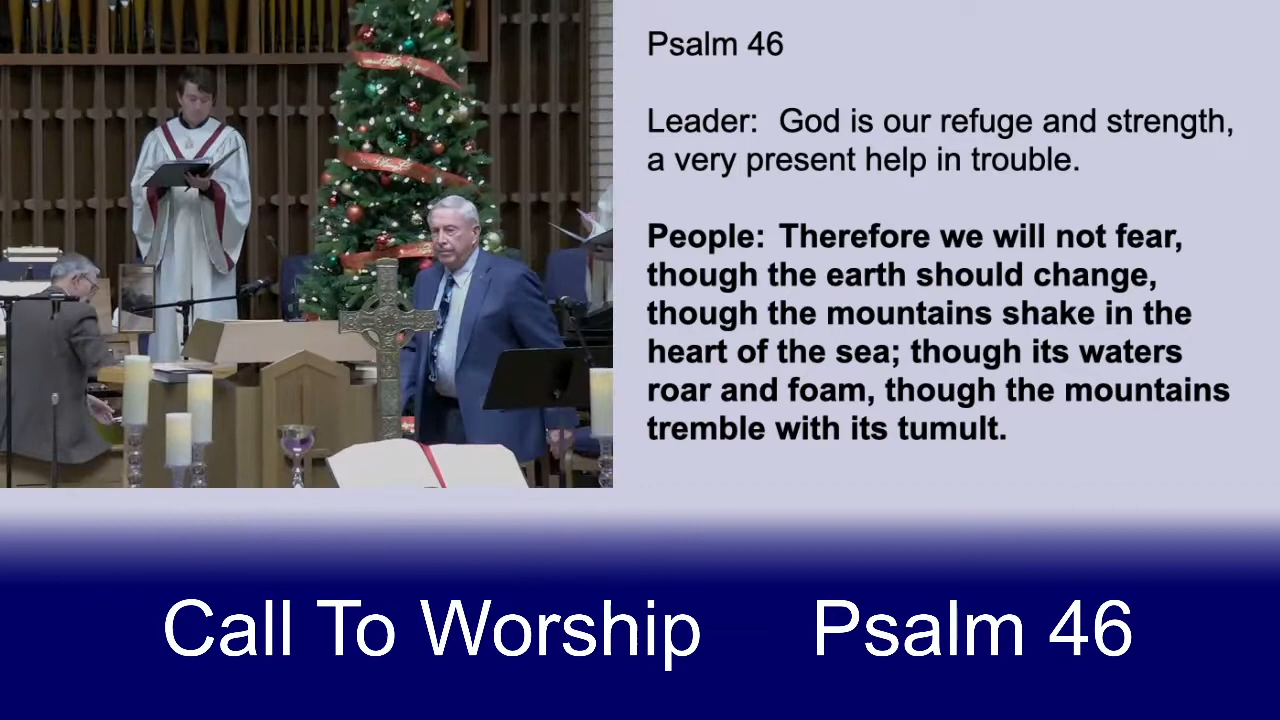 Psalm 46
Leader: God is our refuge and strength,
a very present help in trouble.
People: Therefore we will not fear,
though the earth should change,
though the mountains shake in the
heart of the sea; though its waters
roar and foam, though the mountains
tremble with its tumult.
Call To Worship Psalm 46